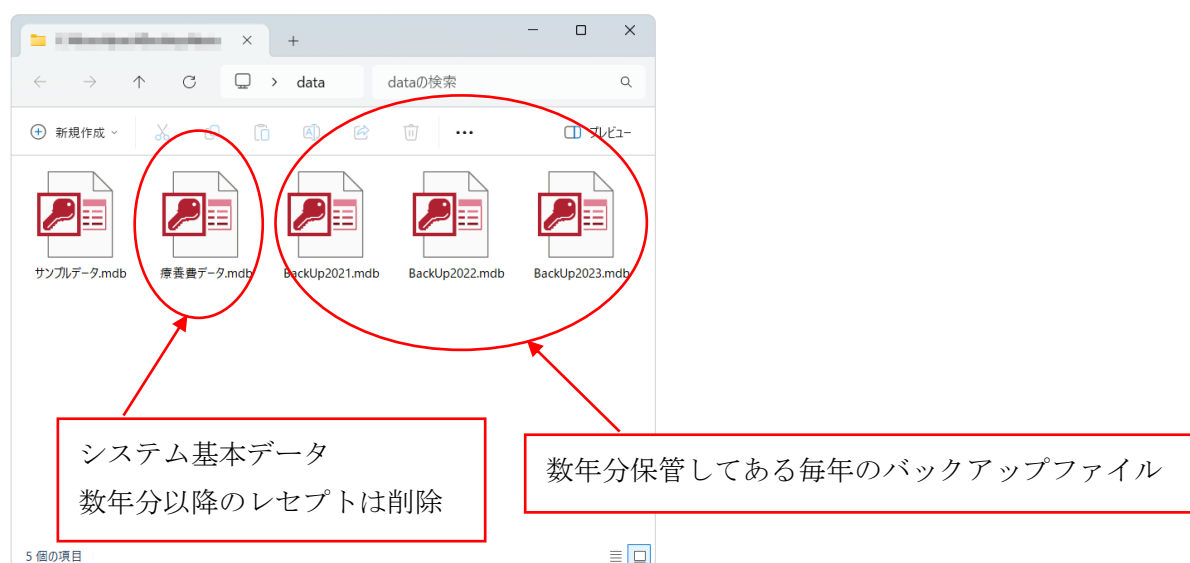 data
dataの検索
新規作成
プレビュー
サンプルデータ.mdb
療養費データ.mdb
BackUp2021.mdb
BackUp2022.mdb
BackUp2023.mdb
システム基本データ
数年分以降のレセプトは削除
数年分保管してある毎年のバックアップファイル
5 個の項目